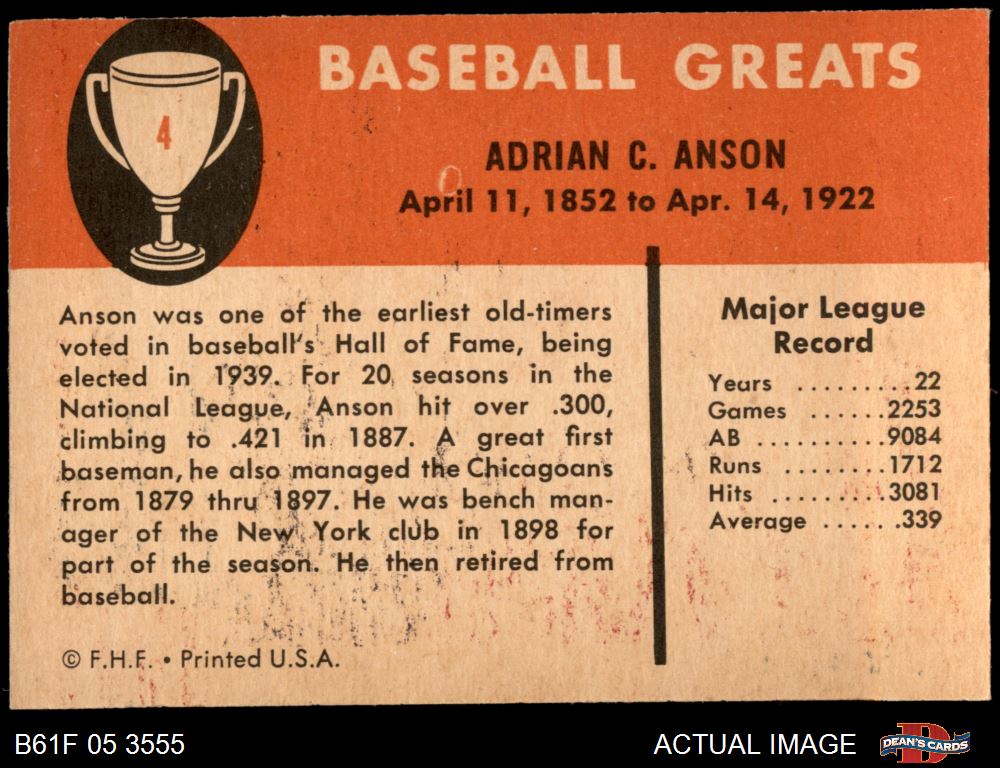 4
BASEBALL GREATS
ADRIAN C. ANSON
April 11, 1852 to Apr. 14, 1922
Anson was one of the earliest old-timers
voted in baseball's Hall of Fame, being
elected in 1939. For 20 seasons in the
National League, Anson hit over .300,
climbing to .421 in 1887. A great first
baseman, he also managed the Chicagoans
from 1879 thru 1897. He was bench man-
ager of the New York club in 1898 for
part of the season. He then retired from
baseball.
© F.H.F. • Printed U.S.A.
Major League
Record
Years .........22
Games ......2253
AB ..........9084
Runs ........1712
Hits .........3081
Average ......339
B61F 05 3555
ACTUAL IMAGE
D
DEAN'S CARDS